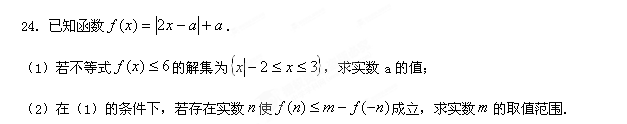 24. 已知函数 f(x)=|2x-a|+a.
(1) 若不等式 f(x)≤6 的解集为 {x|-2≤x≤3}, 求实数 a 的值;
(2) 在（1）的条件下，若存在实数 n 使 f(n)≤m-f(-n) 成立，求实数 m 的取值范围.